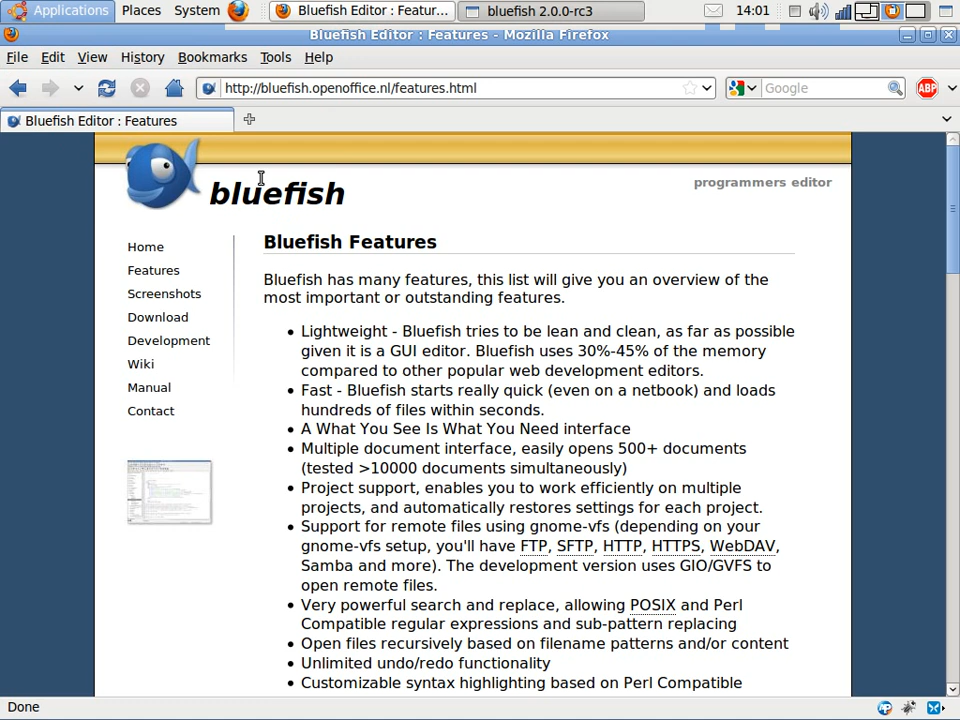 Applications Places System Bluefish Editor : Featur... bluefish 2.0.0-rc3 14:01
Bluefish Editor : Features - Mozilla Firefox
File Edit View History Bookmarks Tools Help
http://bluefish.openoffice.nl/features.html Google ABP
Bluefish Editor : Features
bluefish
programmers editor
Home
Features
Screenshots
Download
Development
Wiki
Manual
Contact
Bluefish Features
Bluefish has many features, this list will give you an overview of the
most important or outstanding features.
• Lightweight - Bluefish tries to be lean and clean, as far as possible
given it is a GUI editor. Bluefish uses 30%-45% of the memory
compared to other popular web development editors.
• Fast - Bluefish starts really quick (even on a netbook) and loads
hundreds of files within seconds.
• A What You See Is What You Need interface
• Multiple document interface, easily opens 500+ documents
(tested >10000 documents simultaneously)
• Project support, enables you to work efficiently on multiple
projects, and automatically restores settings for each project.
• Support for remote files using gnome-vfs (depending on your
gnome-vfs setup, you'll have FTP, SFTP, HTTP, HTTPS, WebDAV,
Samba and more). The development version uses GIO/GVFS to
open remote files.
• Very powerful search and replace, allowing POSIX and Perl
Compatible regular expressions and sub-pattern replacing
• Open files recursively based on filename patterns and/or content
• Unlimited undo/redo functionality
• Customizable syntax highlighting based on Perl Compatible
Done